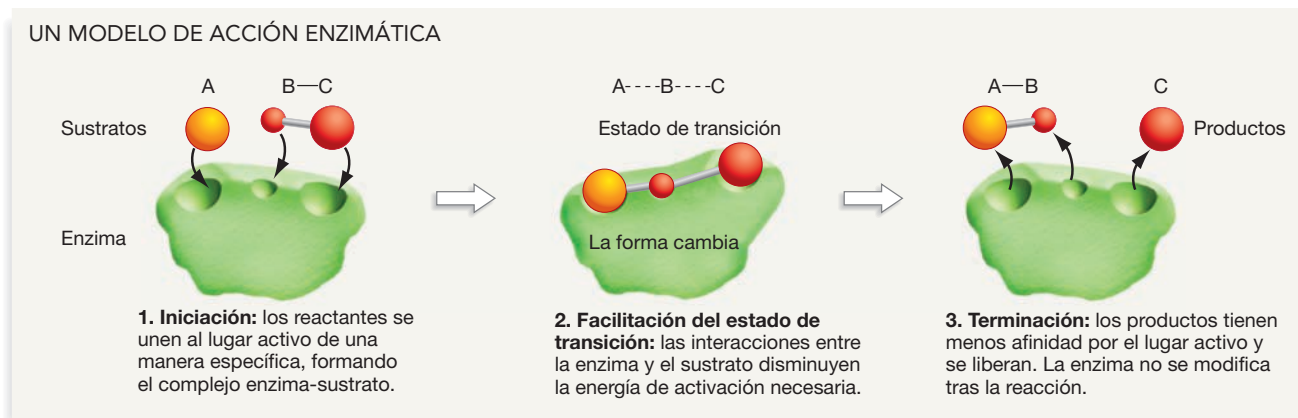 UN MODELO DE ACCIÓN ENZIMÁTICA
A
B—C
Sustratos
Enzima
1. Iniciación: los reactantes se
unen al lugar activo de una
manera específica, formando
el complejo enzima-sustrato.
A----B----C
Estado de transición
La forma cambia
2. Facilitación del estado de
transición: las interacciones entre
la enzima y el sustrato disminuyen
la energía de activación necesaria.
A—B
C
Productos
3. Terminación: los productos tienen
menos afinidad por el lugar activo y
se liberan. La enzima no se modifica
tras la reacción.